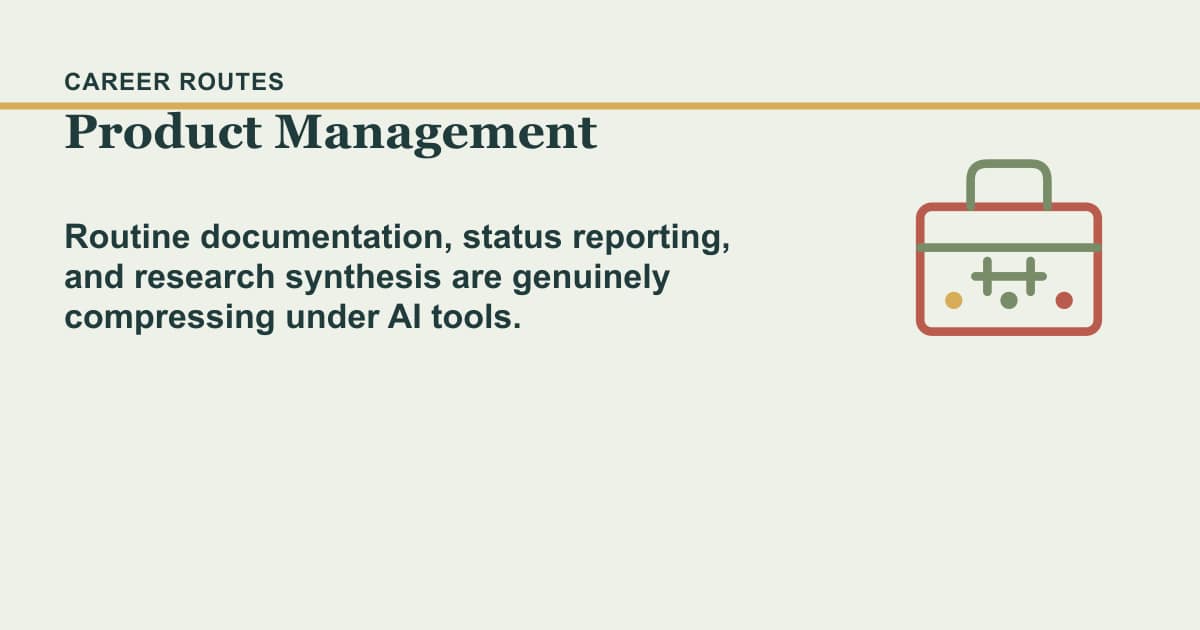 CAREER ROUTES
Product Management
Routine documentation, status reporting,
and research synthesis are genuinely
compressing under AI tools.